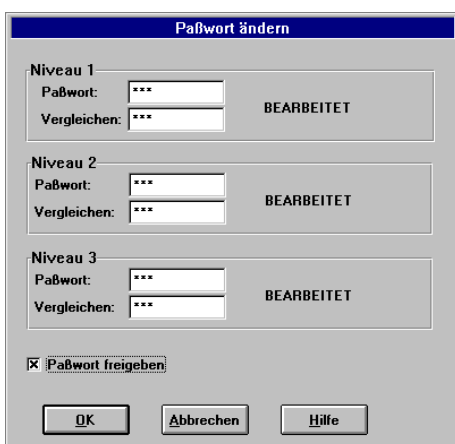 Paßwort ändern
Niveau 1
Paßwort: ***
Vergleichen: ***
BEARBEITET
Niveau 2
Paßwort: ***
Vergleichen: ***
BEARBEITET
Niveau 3
Paßwort: ***
Vergleichen: ***
BEARBEITET
Paßwort freigeben
OK Abbrechen Hilfe